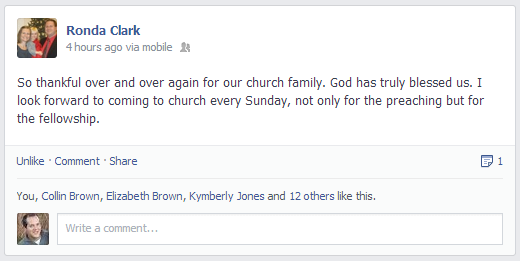 Ronda Clark
4 hours ago via mobile
So thankful over and over again for our church family. God has truly blessed us. I
look forward to coming to church every Sunday, not only for the preaching but for
the fellowship.
Unlike · Comment · Share 1
You, Collin Brown, Elizabeth Brown, Kymberly Jones and 12 others like this.
Write a comment...